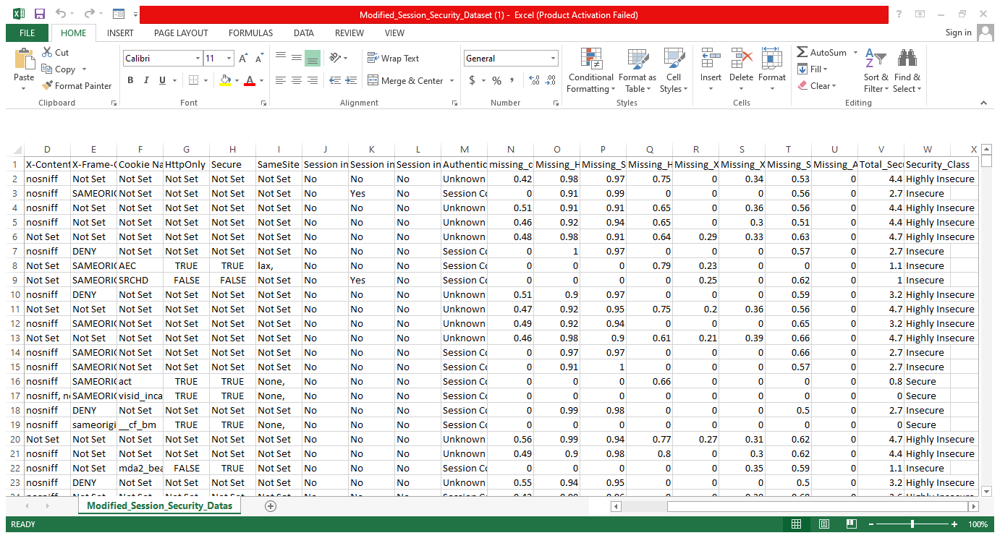 Modified_Session_Security_Dataset (1) - Excel (Product Activation Failed)
FILE HOME INSERT PAGE LAYOUT FORMULAS DATA REVIEW VIEW Sign in
Paste Cut Copy Format Painter Clipboard
Calibri 11 B I U Font
Wrap Text Merge & Center Alignment
General $ % , Number
Conditional Formatting Format as Table Cell Styles Styles
Insert Delete Format Cells
AutoSum Fill Clear Sort & Filter Find & Select Editing
D E F G H I J K L M N O P Q R S T U V W X
1 X-Content X-Frame-O Cookie Na HttpOnly Secure SameSite Session in Session in Session in Authentic missing_c Missing_H Missing_S Missing_H Missing_X Missing_X Missing_S Missing_A Total_Secu Security_Class
2 nosniff Not Set Not Set Not Set Not Set Not Set No No No Unknown 0.42 0.98 0.97 0.75 0 0.34 0.53 0 4.4 Highly Insecure
3 nosniff SAMEORIG Not Set Not Set Not Set Not Set No Yes No Session Co 0 0.91 0.99 0 0 0 0.56 0 2.7 Insecure
4 nosniff Not Set Not Set Not Set Not Set Not Set No No No Unknown 0.51 0.91 0.91 0.65 0 0.36 0.56 0 4.4 Highly Insecure
5 nosniff Not Set Not Set Not Set Not Set Not Set No No No Unknown 0.46 0.92 0.94 0.65 0 0.3 0.51 0 4.4 Highly Insecure
6 Not Set Not Set Not Set Not Set Not Set Not Set No No No Unknown 0.48 0.98 0.91 0.64 0.29 0.33 0.63 0 4.7 Highly Insecure
7 nosniff DENY Not Set Not Set Not Set Not Set No No No Session Co 0 1 0.97 0 0 0 0.57 0 2.7 Insecure
8 Not Set SAMEORIG AEC TRUE TRUE lax, No No No Session Co 0 0 0 0.79 0.23 0 0 0 1.1 Insecure
9 Not Set SAMEORIG SRCHD FALSE FALSE Not Set No Yes No Session Co 0 0 0 0 0.25 0 0.62 0 1 Insecure
10 nosniff DENY Not Set Not Set Not Set Not Set No No No Unknown 0.51 0.9 0.97 0 0 0 0.59 0 3.2 Highly Insecure
11 Not Set Not Set Not Set Not Set Not Set Not Set No No No Unknown 0.47 0.92 0.95 0.75 0.2 0.36 0.56 0 4.7 Highly Insecure
12 nosniff SAMEORIG Not Set Not Set Not Set Not Set No No No Unknown 0.49 0.92 0.94 0 0 0 0.65 0 3.2 Highly Insecure
13 Not Set Not Set Not Set Not Set Not Set Not Set No No No Unknown 0.46 0.98 0.9 0.61 0.21 0.39 0.66 0 4.7 Highly Insecure
14 nosniff SAMEORIG Not Set Not Set Not Set Not Set No No No Session Co 0 0.97 0.97 0 0 0 0.66 0 2.7 Insecure
15 nosniff SAMEORIG Not Set Not Set Not Set Not Set No No No Session Co 0 0.91 1 0 0 0 0.57 0 2.7 Insecure
16 nosniff SAMEORIG act TRUE TRUE None, No No No Session Co 0 0 0 0.66 0 0 0 0 0.8 Secure
17 nosniff, no SAMEORIG visid_inca TRUE TRUE None, No No No Session Co 0 0 0 0 0 0 0 0 0 Secure
18 nosniff DENY Not Set Not Set Not Set Not Set No No No Session Co 0 0.99 0.98 0 0 0 0.5 0 2.7 Insecure
19 nosniff sameorigi __cf_bm TRUE TRUE None, No No No Session Co 0 0 0 0 0 0 0 0 0 Secure
20 Not Set Not Set Not Set Not Set Not Set Not Set No No No Unknown 0.56 0.99 0.94 0.77 0.27 0.31 0.62 0 4.7 Highly Insecure
21 nosniff Not Set Not Set Not Set Not Set Not Set No No No Unknown 0.49 0.9 0.98 0.8 0 0.3 0.62 0 4.4 Highly Insecure
22 nosniff Not Set mda2_bea FALSE TRUE Not Set No No No Session Co 0 0 0 0 0 0.35 0.59 0 1.1 Insecure
23 nosniff DENY Not Set Not Set Not Set Not Set No No No Unknown 0.55 0.94 0.95 0 0 0 0.5 0 3.2 Highly Insecure
Modified_Session_Security_Datas
READY 100%